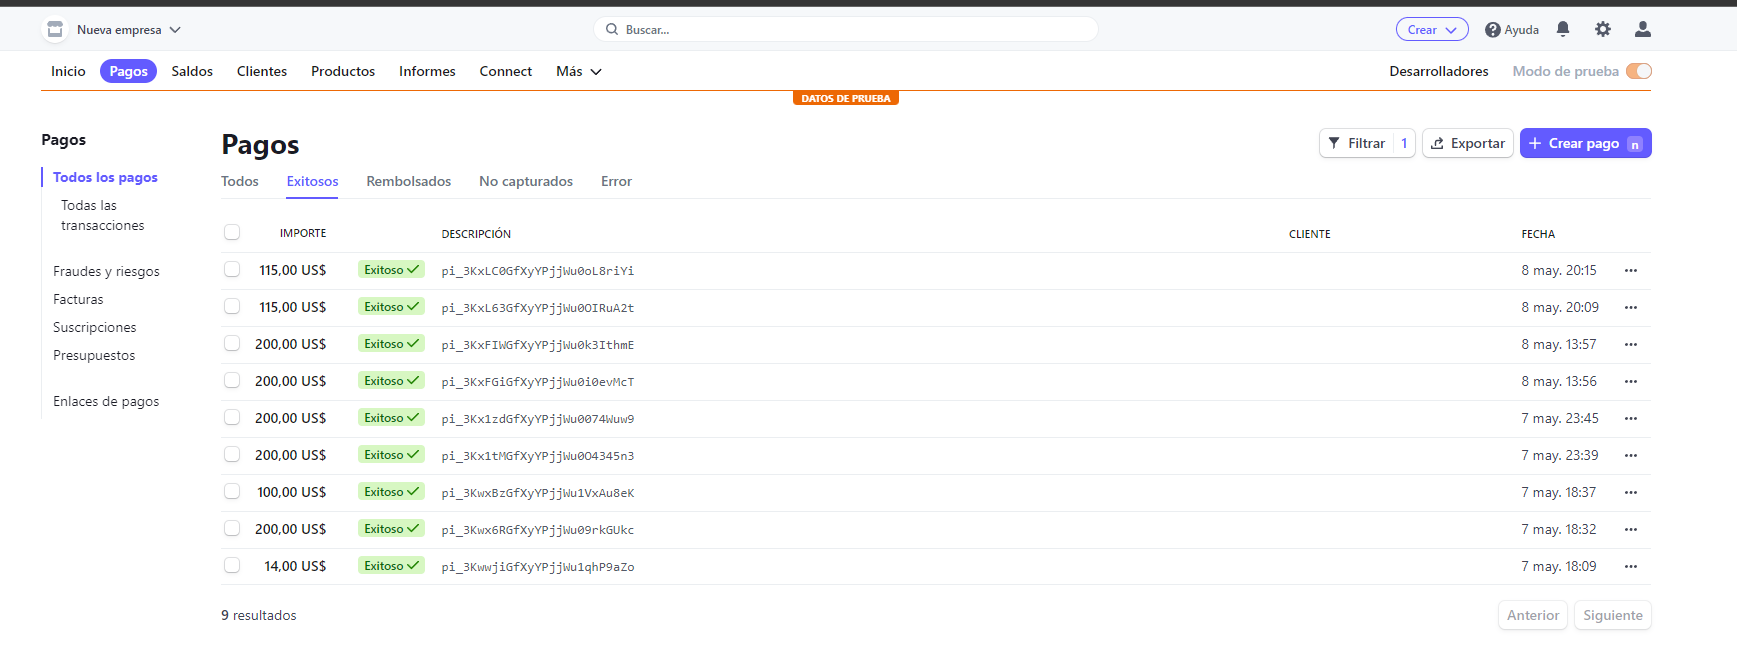 Nueva empresa
Buscar...
Crear
Ayuda
Inicio Pagos Saldos Clientes Productos Informes Connect Más
Desarrolladores Modo de prueba
DATOS DE PRUEBA
Pagos
Todos los pagos
Todas las
transacciones
Fraudes y riesgos
Facturas
Suscripciones
Presupuestos
Enlaces de pagos
Pagos
Filtrar 1 Exportar + Crear pago n
Todos Exitosos Rembolsados No capturados Error
IMPORTE DESCRIPCIÓN CLIENTE FECHA
115,00 US$ Exitoso pi_3KxLC0GfXyYPjjWu0oL8riYi 8 may. 20:15
115,00 US$ Exitoso pi_3KxL63GfXyYPjjWu0OIRuA2t 8 may. 20:09
200,00 US$ Exitoso pi_3KxFIWGfXyYPjjWu0k3IthmE 8 may. 13:57
200,00 US$ Exitoso pi_3KxFGiGfXyYPjjWu0i0evMcT 8 may. 13:56
200,00 US$ Exitoso pi_3Kx1zdGfXyYPjjWu0074Wuw9 7 may. 23:45
200,00 US$ Exitoso pi_3Kx1tMGfXyYPjjWu0O4345n3 7 may. 23:39
100,00 US$ Exitoso pi_3KwxBzGfXyYPjjWu1VxAu8eK 7 may. 18:37
200,00 US$ Exitoso pi_3Kwx6RGfXyYPjjWu09rkGUkc 7 may. 18:32
14,00 US$ Exitoso pi_3KwwjiGfXyYPjjWu1qhP9aZo 7 may. 18:09
9 resultados
Anterior Siguiente